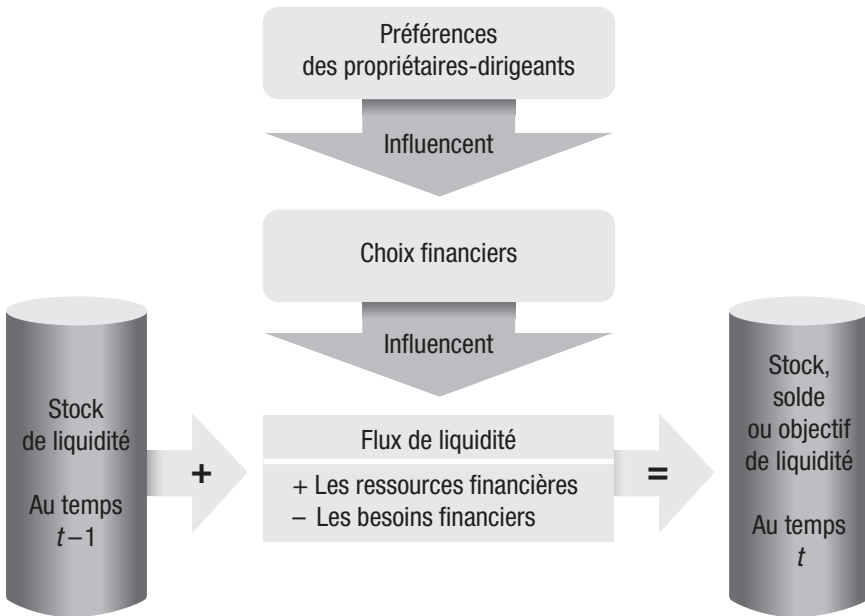 Préférences
des propriétaires-dirigeants
Influencent
Choix financiers
Influencent
Stock
de liquidité
Au temps
t – 1
+
Flux de liquidité
+ Les ressources financières
– Les besoins financiers
=
Stock,
solde
ou objectif
de liquidité
Au temps
t